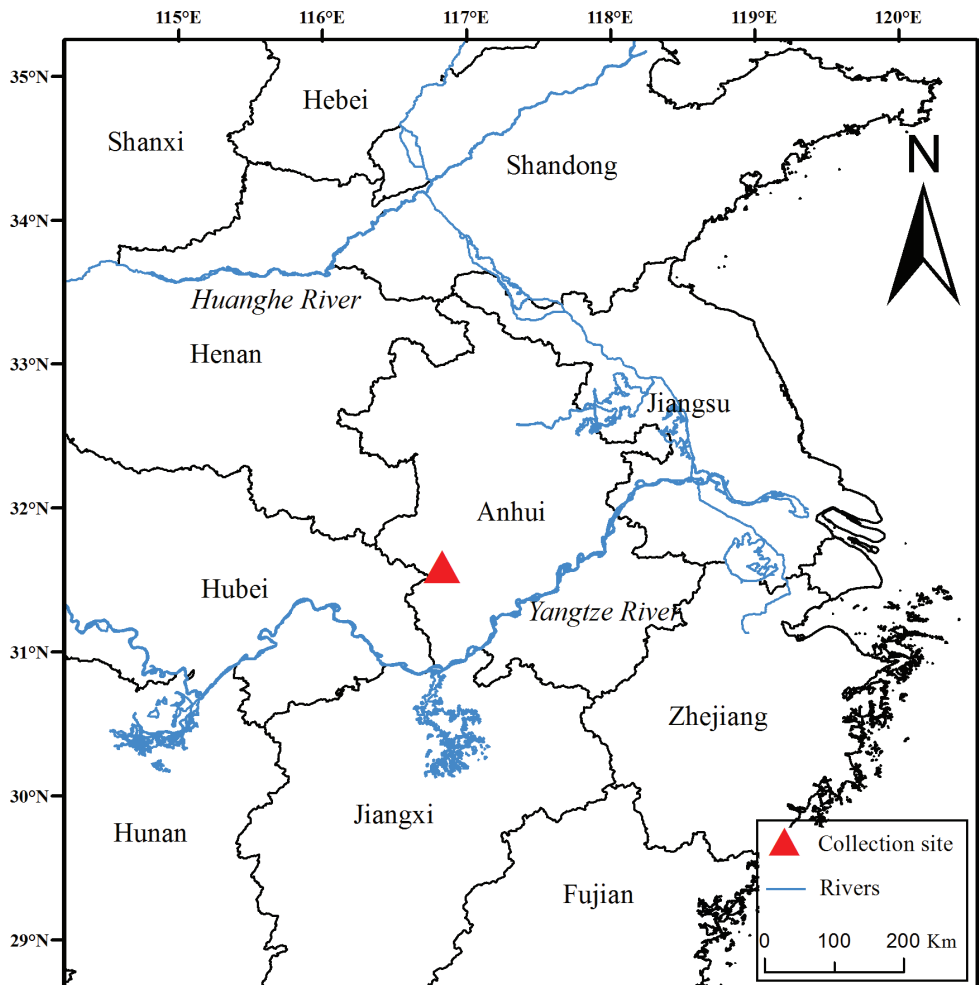 115°E 116°E 117°E 118°E 119°E 120°E
35°N
Hebei
Shanxi
Shandong
N
34°N
Huanghe River
Henan
33°N
Jiangsu
32°N
Anhui
Hubei
Yangtze River
31°N
Zhejiang
30°N
Jiangxi
Hunan
Collection site
Fujian
Rivers
29°N
0 100 200 Km